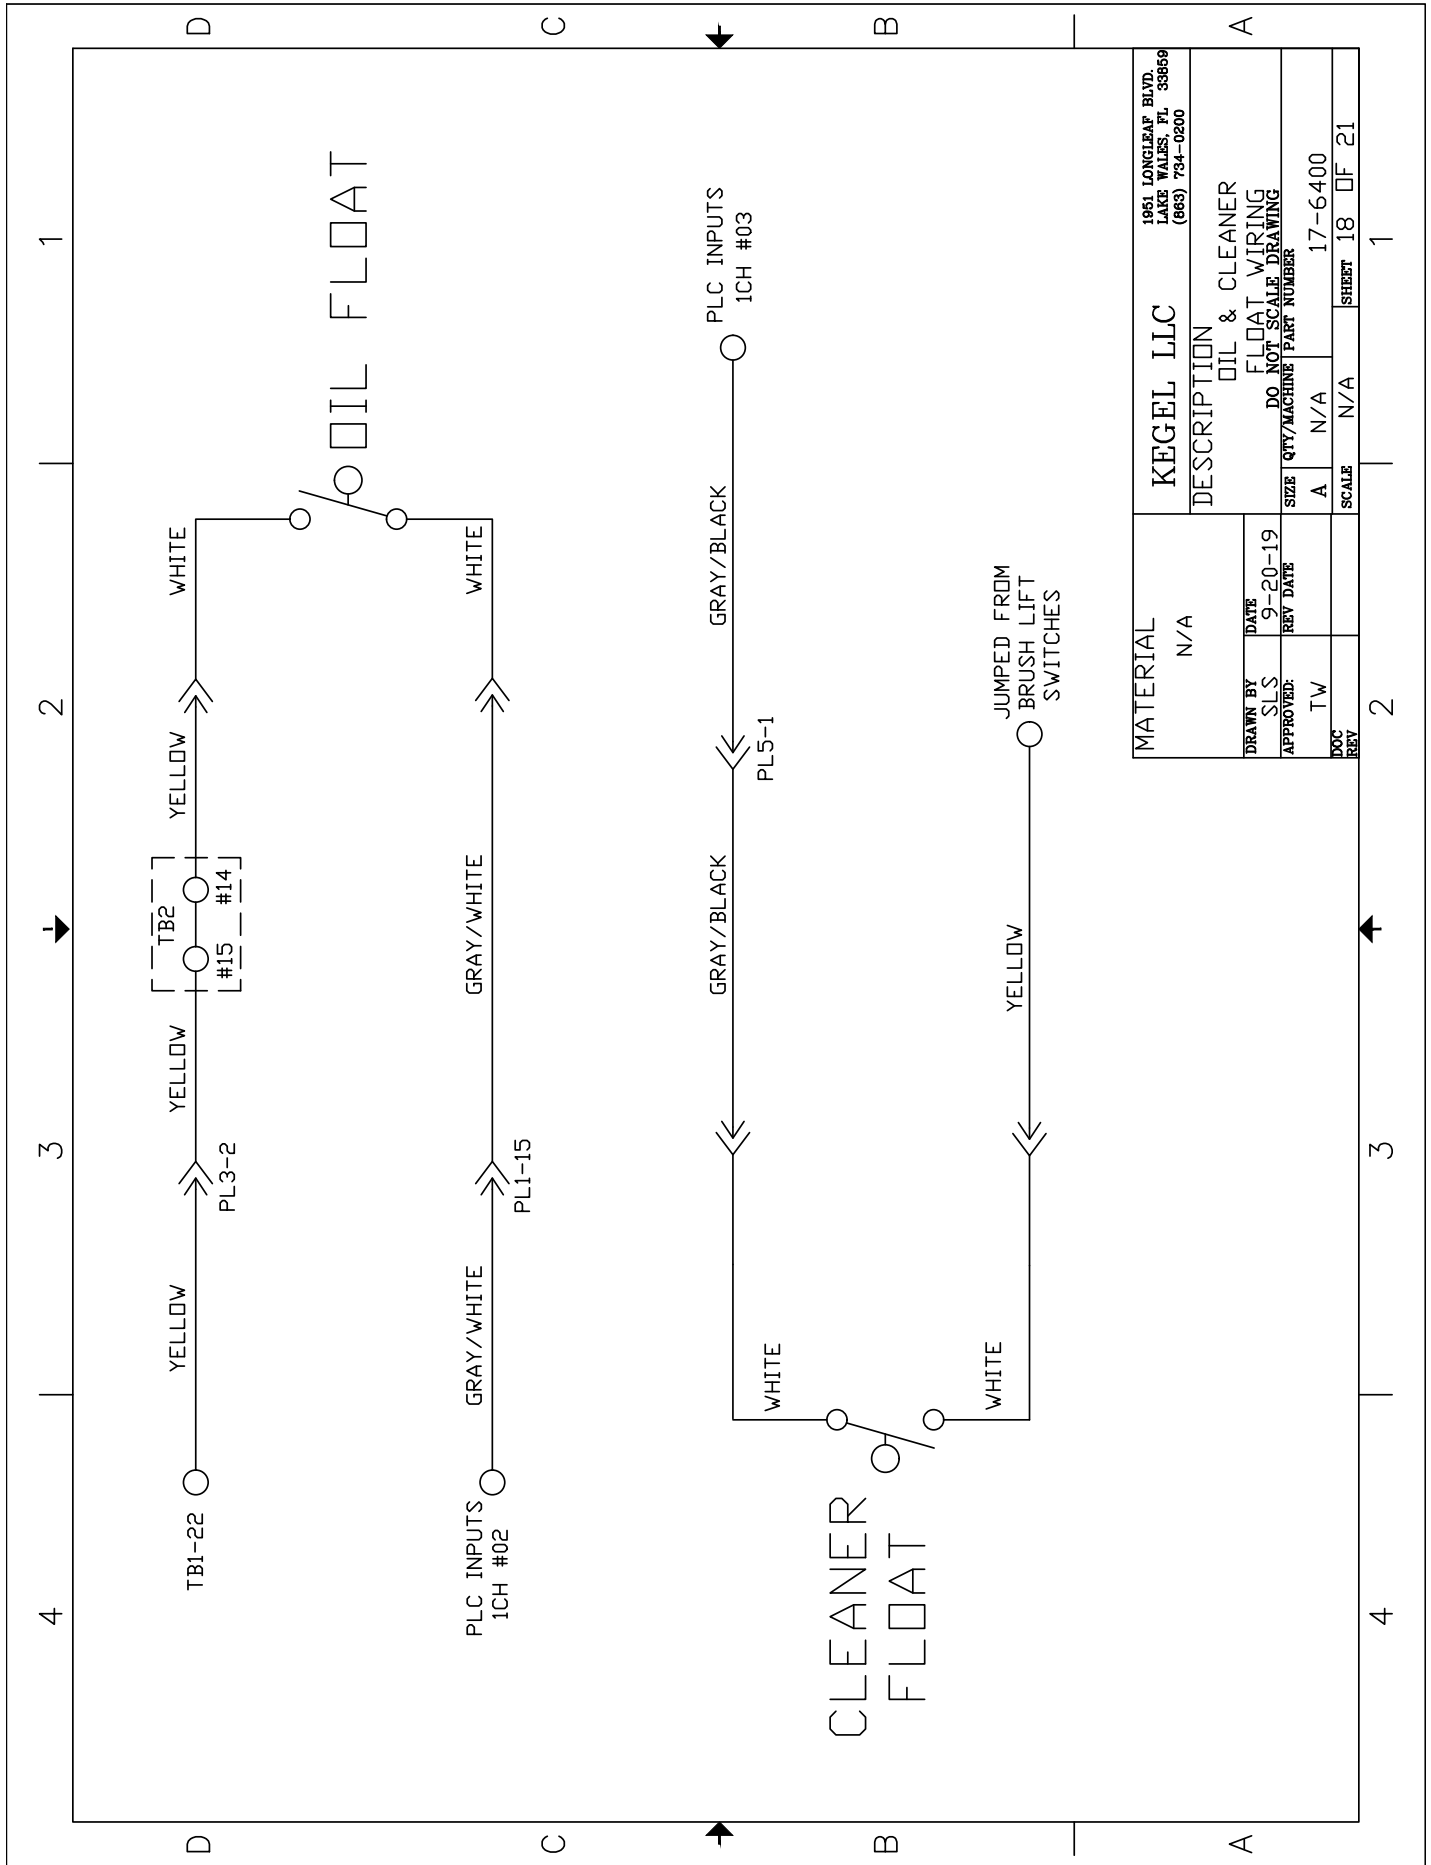 4
3
2
1
D
D
TB1-22
YELLOW
PL3-2
YELLOW
TB2
#15
#14
YELLOW
WHITE
OIL FLOAT
PLC INPUTS
1CH #02
GRAY/WHITE
PL1-15
GRAY/WHITE
WHITE
C
C
CLEANER
FLOAT
WHITE
WHITE
GRAY/BLACK
PL5-1
GRAY/BLACK
PLC INPUTS
1CH #03
YELLOW
JUMPED FROM
BRUSH LIFT
SWITCHES
B
B
A
A
MATERIAL
N/A
DRAWN BY
SLS
DATE
9-20-19
APPROVED:
TW
REV DATE
DOC
REV
KEGEL LLC
1951 LONGLEAF BLVD.
LAKE WALES, FL 33859
(863) 734-0200
DESCRIPTION
OIL & CLEANER
FLOAT WIRING
DO NOT SCALE DRAWING
SIZE
A
QTY/MACHINE
N/A
PART NUMBER
17-6400
SCALE
N/A
SHEET
18 OF 21
4
3
2
1